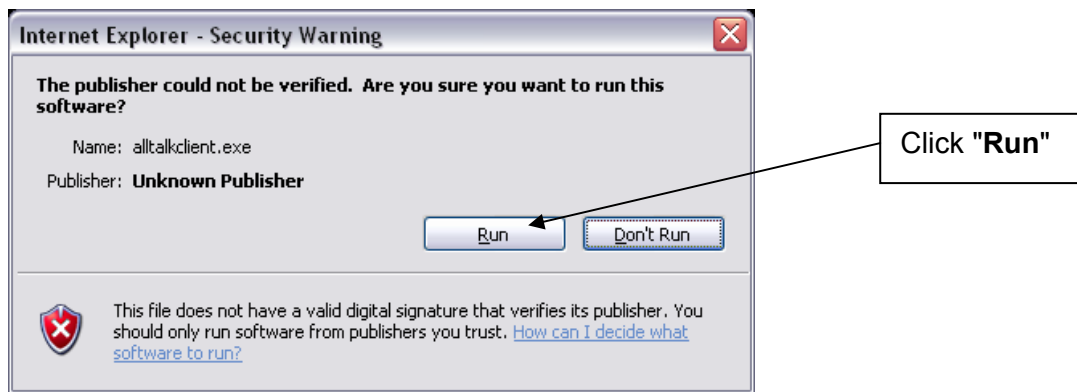 Internet Explorer - Security Warning
The publisher could not be verified. Are you sure you want to run this
software?
Name: alltalkclient.exe
Publisher: Unknown Publisher
Run Don't Run
This file does not have a valid digital signature that verifies its publisher. You
should only run software from publishers you trust. How can I decide what
software to run?
Click "Run"